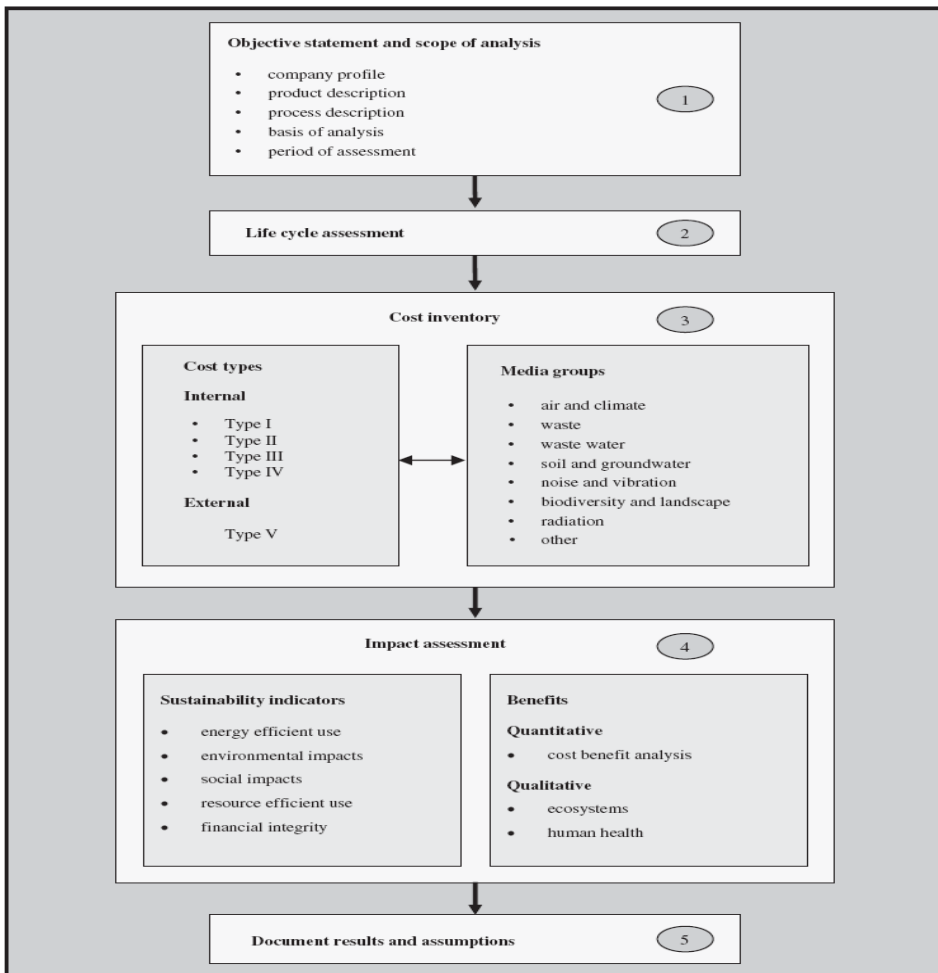 Objective statement and scope of analysis
• company profile
• product description
• process description
• basis of analysis
• period of assessment
1
Life cycle assessment
2
Cost inventory
3
Cost types
Internal
• Type I
• Type II
• Type III
• Type IV
External
Type V
Media groups
• air and climate
• waste
• waste water
• soil and groundwater
• noise and vibration
• biodiversity and landscape
• radiation
• other
Impact assessment
4
Sustainability indicators
• energy efficient use
• environmental impacts
• social impacts
• resource efficient use
• financial integrity
Benefits
Quantitative
• cost benefit analysis
Qualitative
• ecosystems
• human health
Document results and assumptions
5